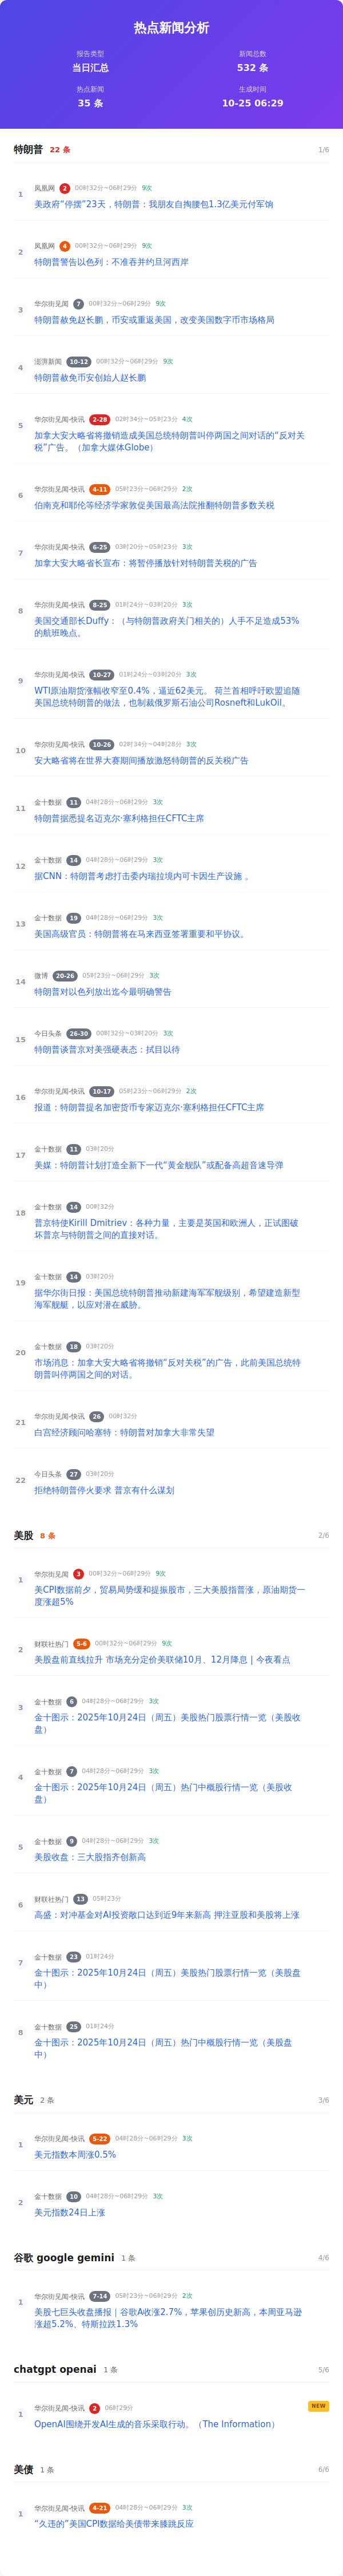 热点新闻分析
报告类型
新闻总数
当日汇总
532 条
热点新闻
生成时间
35 条
10-25 06:29
特朗普 22 条 1/6
1
凤凰网 2 00时32分~06时29分 9次
美政府“停摆”23天，特朗普：我朋友自掏腰包1.3亿美元付军饷
2
凤凰网 4 00时32分~06时29分 9次
特朗普警告以色列：不准吞并约旦河西岸
3
华尔街见闻 7 00时32分~06时29分 9次
特朗普赦免赵长鹏，币安或重返美国，改变美国数字币市场格局
4
澎湃新闻 10-12 00时32分~06时29分 9次
特朗普赦免币安创始人赵长鹏
5
华尔街见闻-快讯 2-28 02时34分~05时23分 4次
加拿大安大略省将撤销造成美国总统特朗普叫停两国之间对话的“反对关
税”广告。（加拿大媒体Globe）
6
华尔街见闻-快讯 4-11 05时23分~06时29分 2次
伯南克和耶伦等经济学家敦促美国最高法院推翻特朗普多数关税
7
华尔街见闻-快讯 6-25 03时20分~05时23分 3次
加拿大安大略省长宣布：将暂停播放针对特朗普关税的广告
8
华尔街见闻-快讯 8-25 01时24分~03时20分 3次
美国交通部长Duffy：（与特朗普政府关门相关的）人手不足造成53%
的航班晚点。
9
华尔街见闻-快讯 10-27 01时24分~03时20分 3次
WTI原油期货涨幅收窄至0.4%，逼近62美元。 荷兰首相呼吁欧盟追随
美国总统特朗普的做法，也制裁俄罗斯石油公司Rosneft和LukOil。
10
华尔街见闻-快讯 10-26 02时34分~04时28分 3次
安大略省将在世界大赛期间播放激怒特朗普的反关税广告
11
金十数据 11 04时28分~06时29分 3次
特朗普据悉提名迈克尔·塞利格担任CFTC主席
12
金十数据 14 04时28分~06时29分 3次
据CNN：特朗普考虑打击委内瑞拉境内可卡因生产设施 。
13
金十数据 19 04时28分~06时29分 3次
美国高级官员：特朗普将在马来西亚签署重要和平协议。
14
微博 20-26 05时23分~06时29分 3次
特朗普对以色列放出迄今最明确警告
15
今日头条 26-30 00时32分~03时20分 3次
特朗普谈普京对美强硬表态：拭目以待
16
华尔街见闻-快讯 10-17 05时23分~06时29分 2次
报道：特朗普提名加密货币专家迈克尔·塞利格担任CFTC主席
17
金十数据 11 03时20分
美媒：特朗普计划打造全新下一代“黄金舰队”或配备高超音速导弹
18
金十数据 14 00时32分
普京特使Kirill Dmitriev：各种力量，主要是英国和欧洲人，正试图破
坏普京与特朗普之间的直接对话。
19
金十数据 14 03时20分
据华尔街日报：美国总统特朗普推动新建海军军舰级别，希望建造新型
海军舰艇，以应对潜在威胁。
20
金十数据 18 03时20分
市场消息：加拿大安大略省将撤销“反对关税”的广告，此前美国总统特
朗普叫停两国之间的对话。
21
华尔街见闻-快讯 26 00时32分
白宫经济顾问哈塞特：特朗普对加拿大非常失望
22
今日头条 27 03时20分
拒绝特朗普停火要求 普京有什么谋划
美股 8 条 2/6
1
华尔街见闻 3 00时32分~06时29分 9次
美CPI数据前夕，贸易局势缓和提振股市，三大美股指普涨，原油期货一
度涨超5%
2
财联社热门 5-6 00时32分~06时29分 9次
美股盘前直线拉升 市场充分定价美联储10月、12月降息 | 今夜看点
3
金十数据 6 04时28分~06时29分 3次
金十图示：2025年10月24日（周五）美股热门股票行情一览（美股收
盘）
4
金十数据 7 04时28分~06时29分 3次
金十图示：2025年10月24日（周五）热门中概股行情一览（美股收
盘）
5
金十数据 9 04时28分~06时29分 3次
美股收盘：三大股指齐创新高
6
财联社热门 13 05时23分
高盛：对冲基金对AI投资敞口达到近9年来新高 押注亚股和美股将上涨
7
金十数据 23 01时24分
金十图示：2025年10月24日（周五）美股热门股票行情一览（美股盘
中）
8
金十数据 25 01时24分
金十图示：2025年10月24日（周五）热门中概股行情一览（美股盘
中）
美元 2 条 3/6
1
华尔街见闻-快讯 5-22 04时28分~06时29分 3次
美元指数本周涨0.5%
2
金十数据 10 04时28分~06时29分 3次
美元指数24日上涨
谷歌 google gemini 1 条 4/6
1
华尔街见闻-快讯 7-14 05时23分~06时29分 2次
美股七巨头收盘播报 | 谷歌A收涨2.7%，苹果创历史新高，本周亚马逊
涨超5.2%、特斯拉跌1.3%
chatgpt openai 1 条 5/6
1
华尔街见闻-快讯 2 06时29分 NEW
OpenAI围绕开发AI生成的音乐采取行动。（The Information）
美债 1 条 6/6
1
华尔街见闻-快讯 4-21 04时28分~06时29分 3次
“久违的”美国CPI数据给美债带来膝跳反应